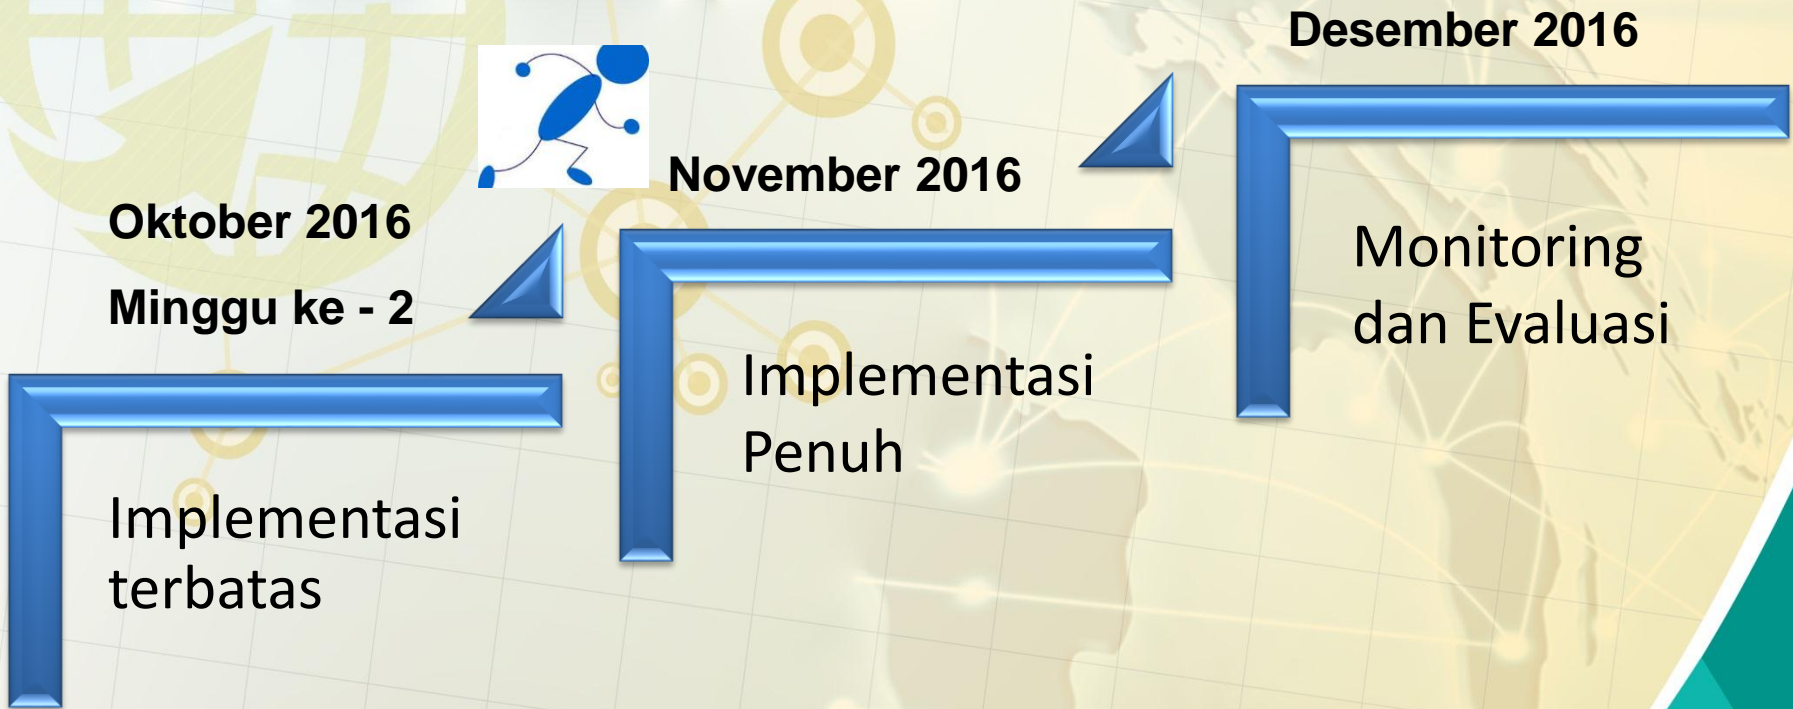 Oktober 2016
Minggu ke - 2
Implementasi
terbatas
November 2016
Implementasi
Penuh
Desember 2016
Monitoring
dan Evaluasi